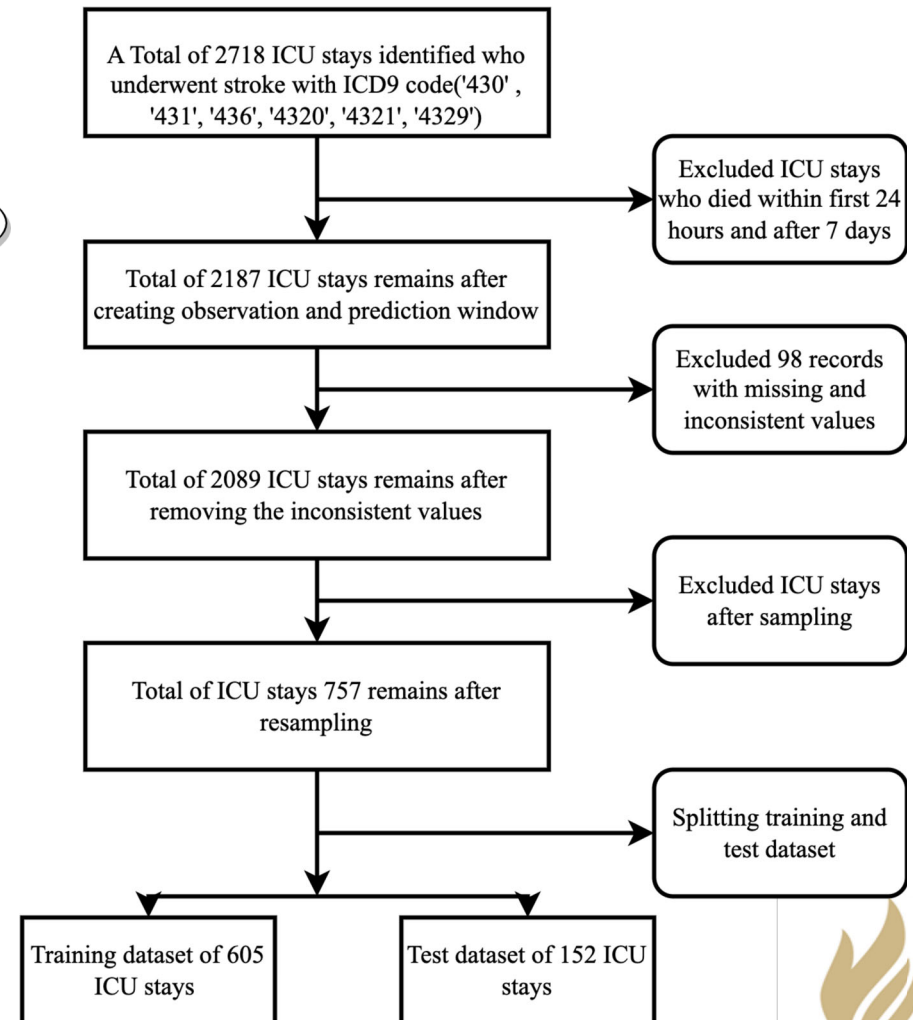 A Total of 2718 ICU stays identified who
underwent stroke with ICD9 code('430' ,
'431', '436', '4320', '4321', '4329')
Excluded ICU stays
who died within first 24
hours and after 7 days
Total of 2187 ICU stays remains after
creating observation and prediction window
Excluded 98 records
with missing and
inconsistent values
Total of 2089 ICU stays remains after
removing the inconsistent values
Excluded ICU stays
after sampling
Total of ICU stays 757 remains after
resampling
Splitting training and
test dataset
Training dataset of 605
ICU stays
Test dataset of 152 ICU
stays